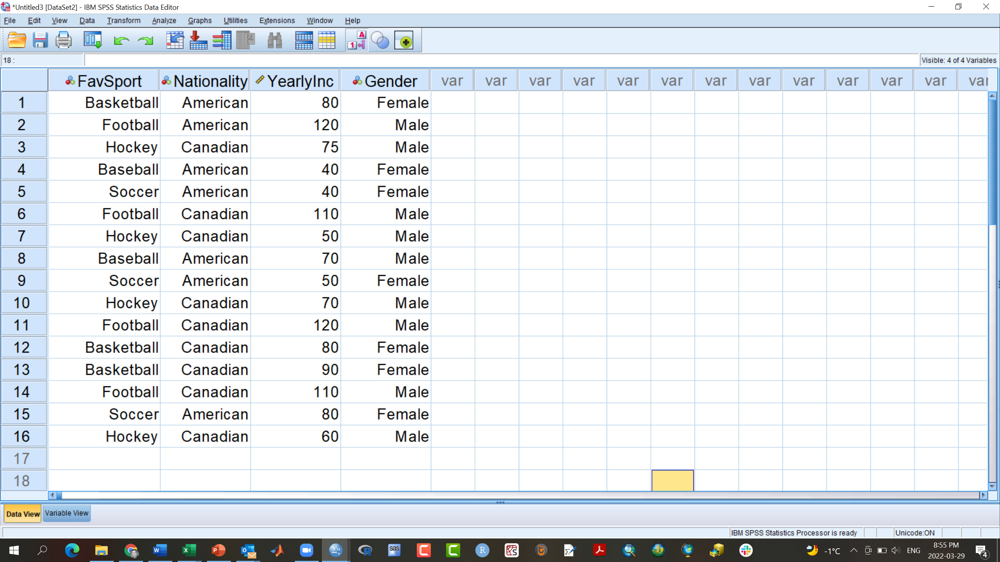 *Untitled3 [DataSet2] - IBM SPSS Statistics Data Editor
File Edit View Data Transform Analyze Graphs Utilities Extensions Window Help
18 :
Visible: 4 of 4 Variables
FavSport Nationality YearlyInc Gender var var var var var var var var var var var var var
1 Basketball American 80 Female
2 Football American 120 Male
3 Hockey Canadian 75 Male
4 Baseball American 40 Female
5 Soccer American 40 Female
6 Football Canadian 110 Male
7 Hockey Canadian 50 Male
8 Baseball American 70 Male
9 Soccer American 50 Female
10 Hockey Canadian 70 Male
11 Football Canadian 120 Male
12 Basketball Canadian 80 Female
13 Basketball Canadian 90 Female
14 Football Canadian 110 Male
15 Soccer American 80 Female
16 Hockey Canadian 60 Male
17
18
Data View Variable View
IBM SPSS Statistics Processor is ready Unicode:ON
-1°C ENG 8:55 PM
2022-03-29 4